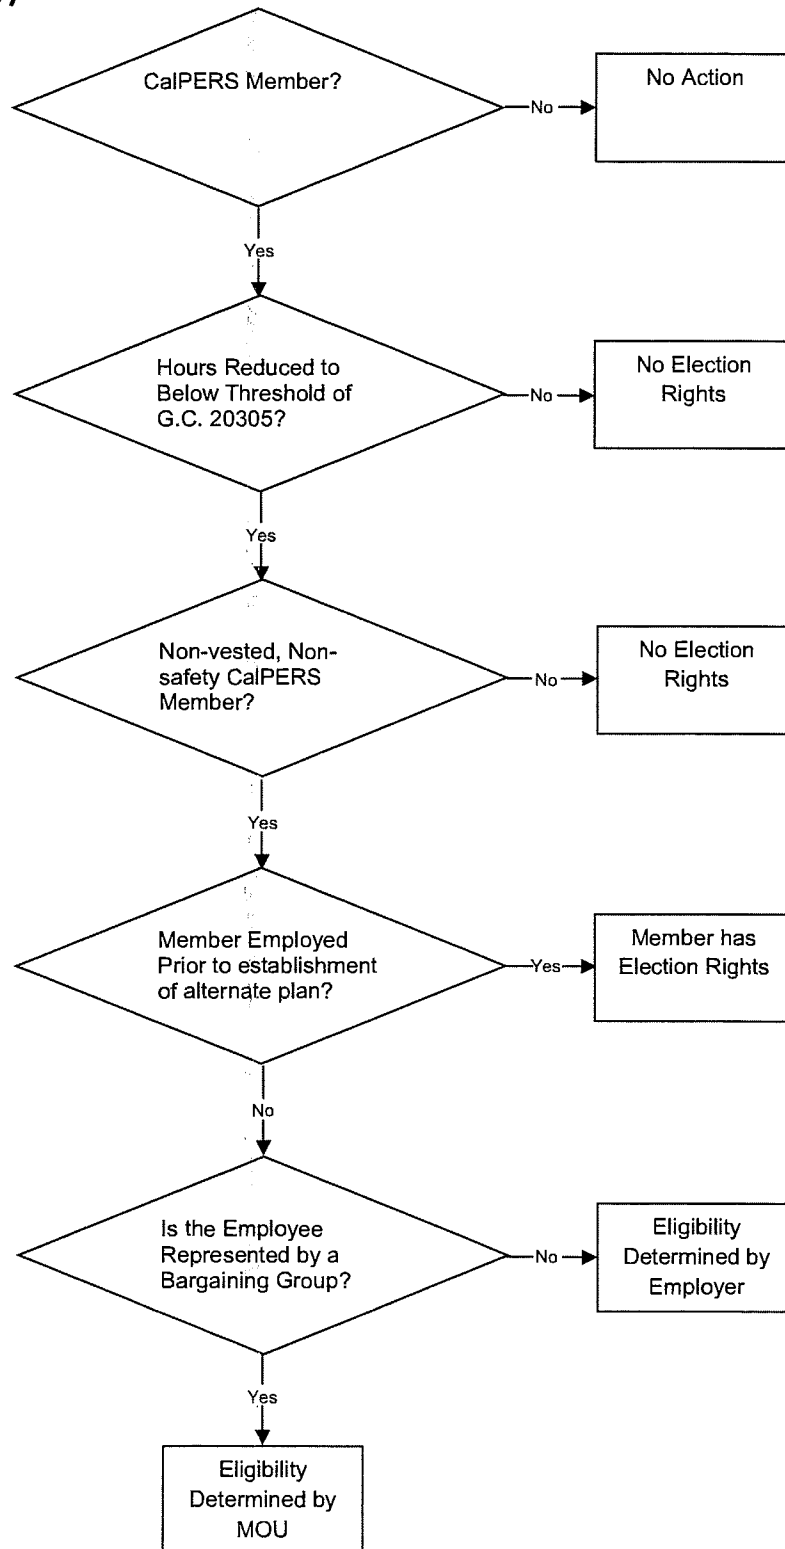 CalPERS Member?
No
No Action
Yes
Hours Reduced to
Below Threshold of
G.C. 20305?
No
No Election
Rights
Yes
Non-vested, Non-
safety CalPERS
Member?
No
No Election
Rights
Yes
Member Employed
Prior to establishment
of alternate plan?
Yes
Member has
Election Rights
No
Is the Employee
Represented by a
Bargaining Group?
No
Eligibility
Determined by
Employer
Yes
Eligibility
Determined by
MOU